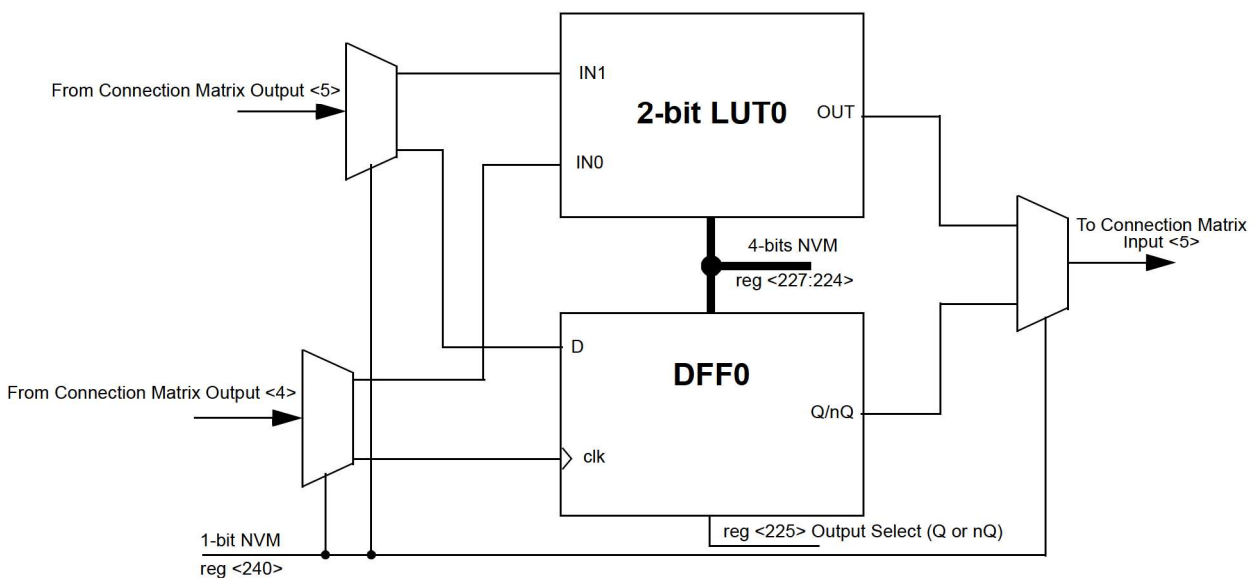 From Connection Matrix Output <5>
IN1
2-bit LUT0
OUT
IN0
To Connection Matrix
Input <5>
4-bits NVM
reg <227:224>
D
DFF0
From Connection Matrix Output <4>
Q/nQ
clk
reg <225> Output Select (Q or nQ)
1-bit NVM
reg <240>